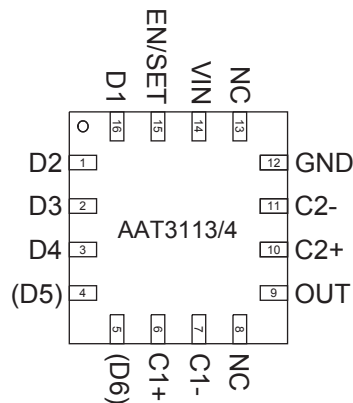 D1
EN/SET
VIN
NC
16
15
14
13
D2
1
12
GND
D3
2
11
C2-
AAT3113/4
D4
3
10
C2+
(D5)
4
9
OUT
5
6
7
8
(D6)
C1+
C1-
NC